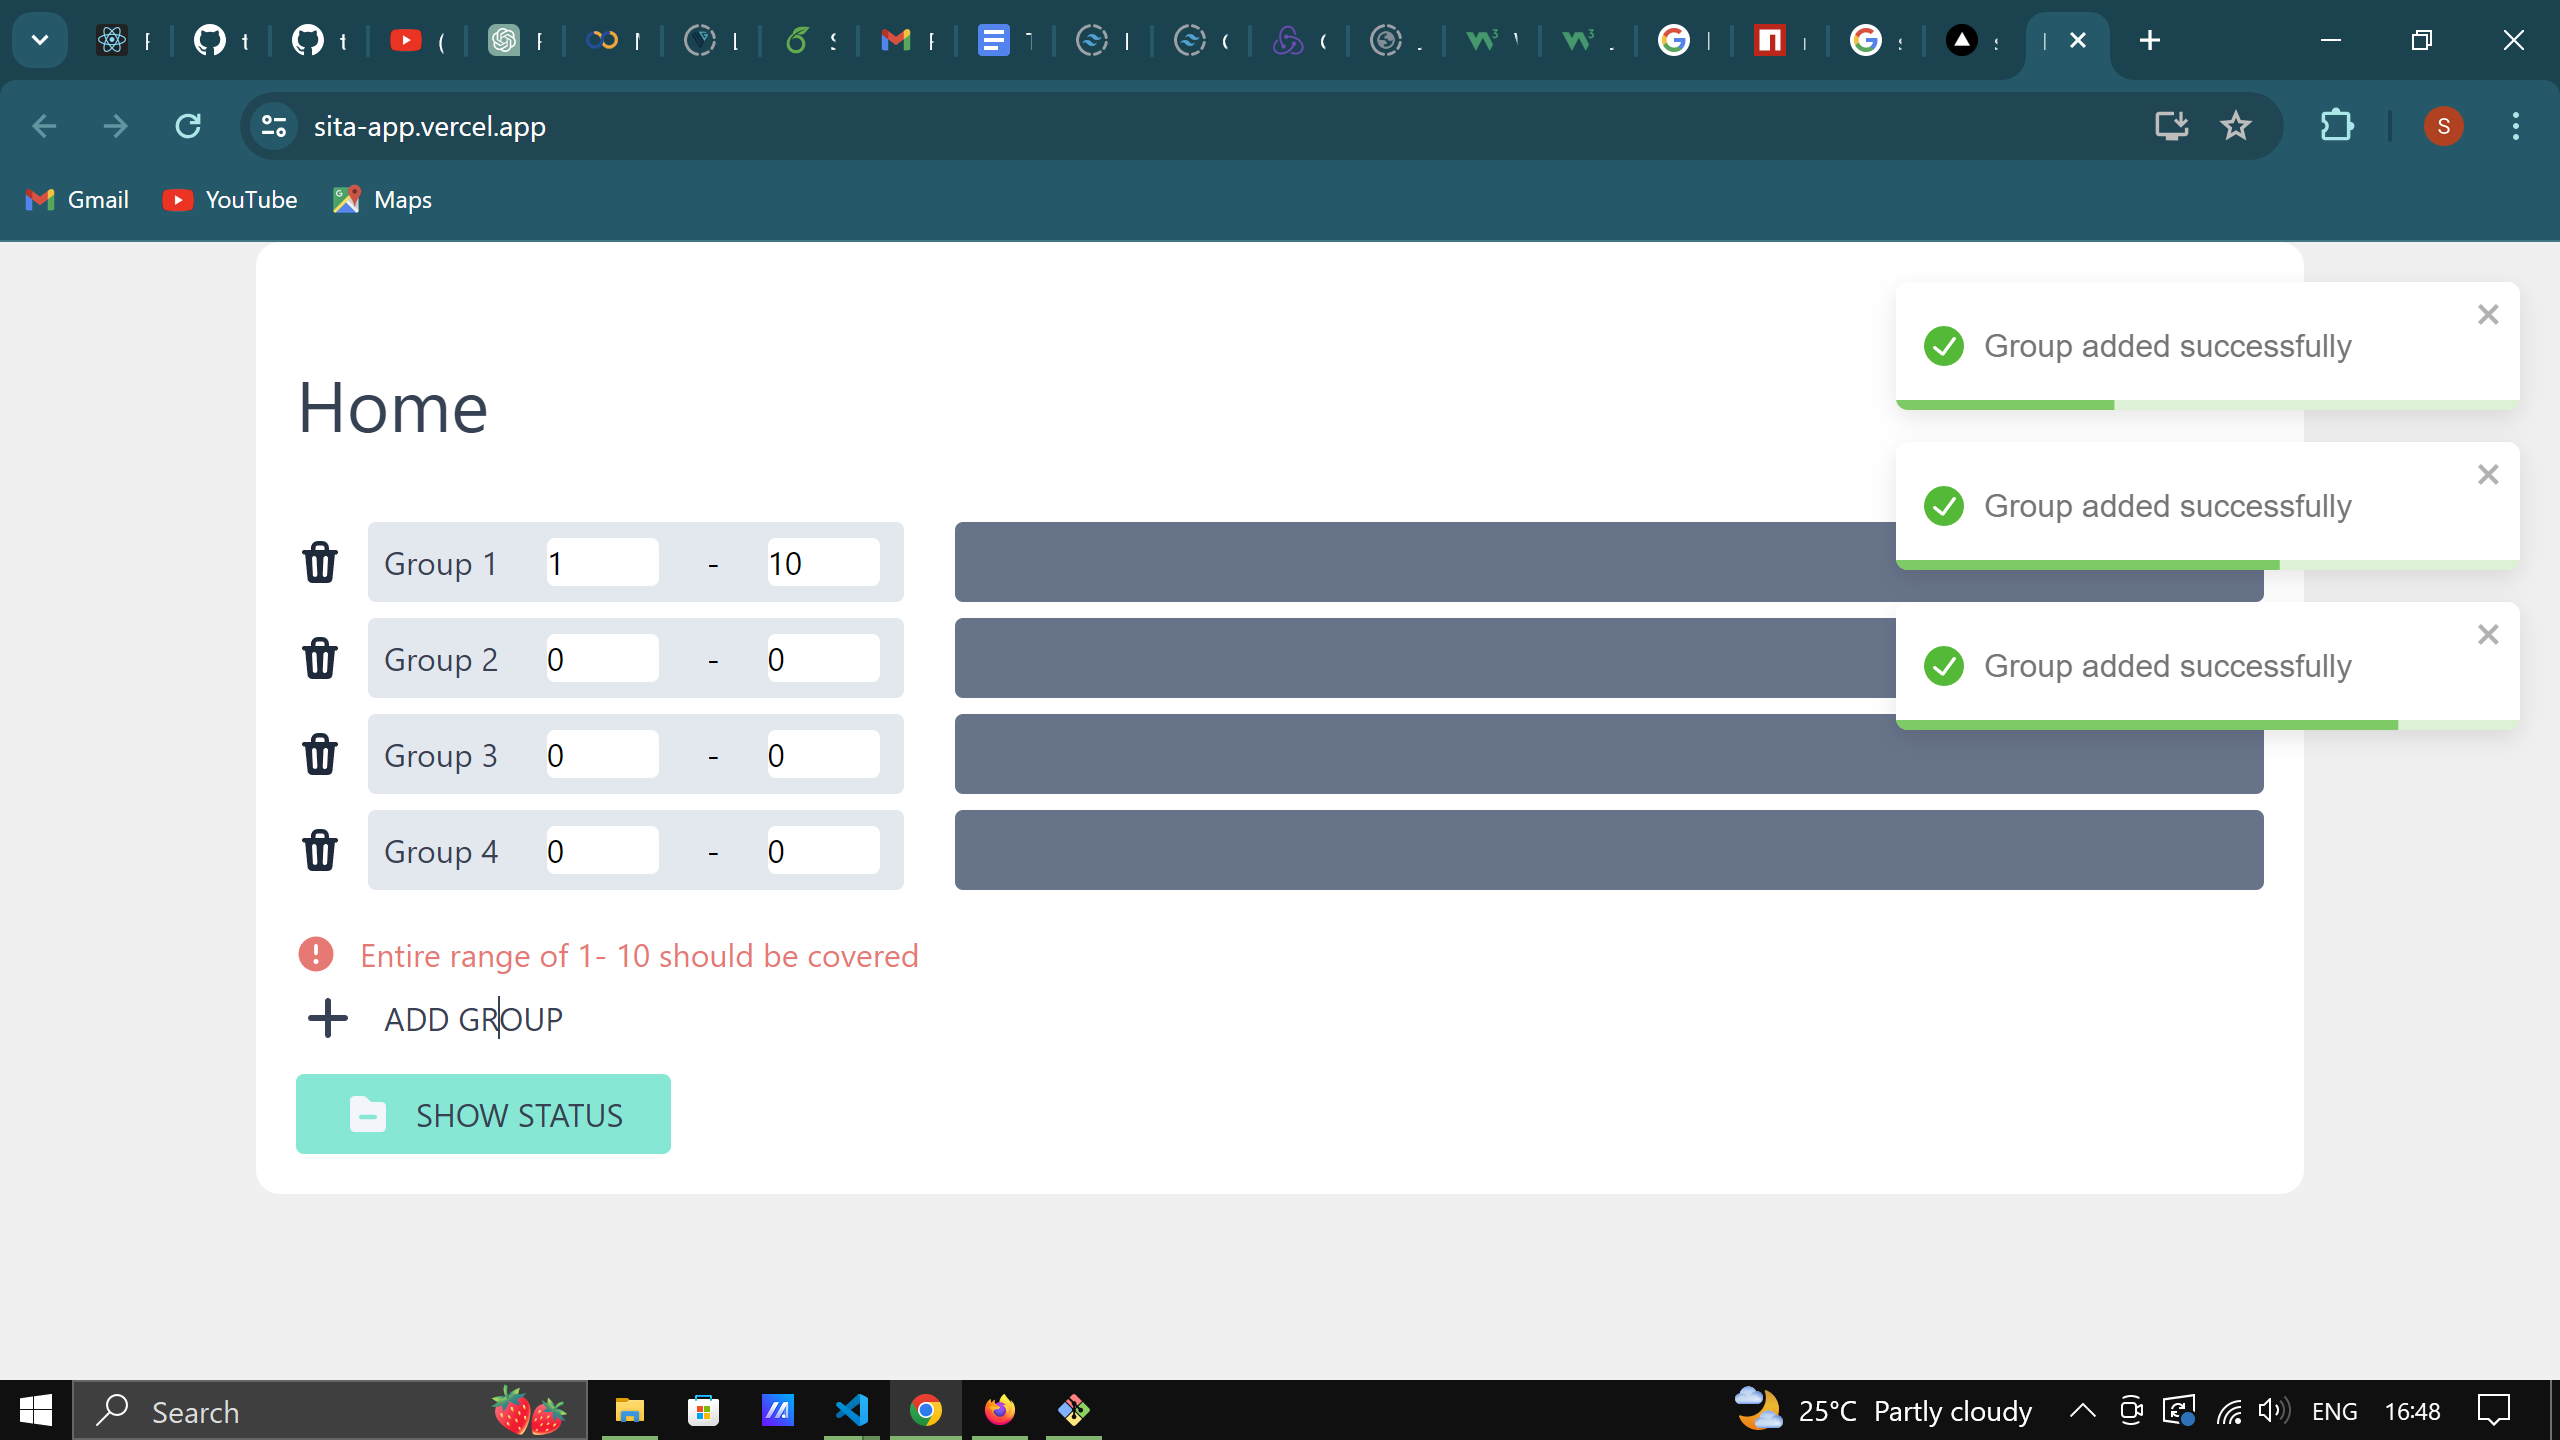 sita-app.vercel.app
S
Gmail
YouTube
Maps
Group added successfully
Group added successfully
Group added successfully
Home
Group 1 1 - 10
Group 2 0 - 0
Group 3 0 - 0
Group 4 0 - 0
Entire range of 1- 10 should be covered
ADD GROUP
SHOW STATUS
Search
25°C Partly cloudy
ENG
16:48